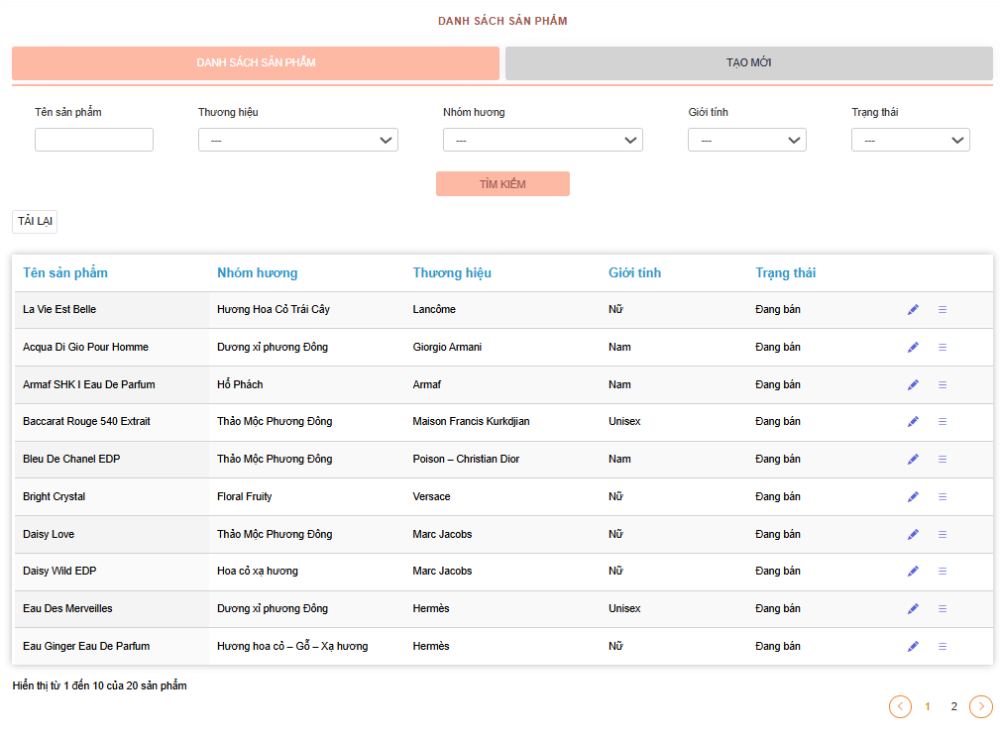 DANH SÁCH SẢN PHẨM
DANH SÁCH SẢN PHẨM TẠO MỚI
Tên sản phẩm Thương hiệu Nhóm hương Giới tính Trạng thái
--- --- --- ---
TÌM KIẾM
TẢI LẠI
Tên sản phẩm Nhóm hương Thương hiệu Giới tính Trạng thái
La Vie Est Belle Hương Hoa Cỏ Trái Cây Lancôme Nữ Đang bán
Acqua Di Gio Pour Homme Dương xỉ phương Đông Giorgio Armani Nam Đang bán
Armaf SHK I Eau De Parfum Hổ Phách Armaf Nam Đang bán
Baccarat Rouge 540 Extrait Thảo Mộc Phương Đông Maison Francis Kurkdjian Unisex Đang bán
Bleu De Chanel EDP Thảo Mộc Phương Đông Poison – Christian Dior Nam Đang bán
Bright Crystal Floral Fruity Versace Nữ Đang bán
Daisy Love Thảo Mộc Phương Đông Marc Jacobs Nữ Đang bán
Daisy Wild EDP Hoa cỏ xạ hương Marc Jacobs Nữ Đang bán
Eau Des Merveilles Dương xỉ phương Đông Hermès Unisex Đang bán
Eau Ginger Eau De Parfum Hương hoa cỏ – Gỗ – Xạ hương Hermès Nữ Đang bán
Hiển thị từ 1 đến 10 của 20 sản phẩm
1 2